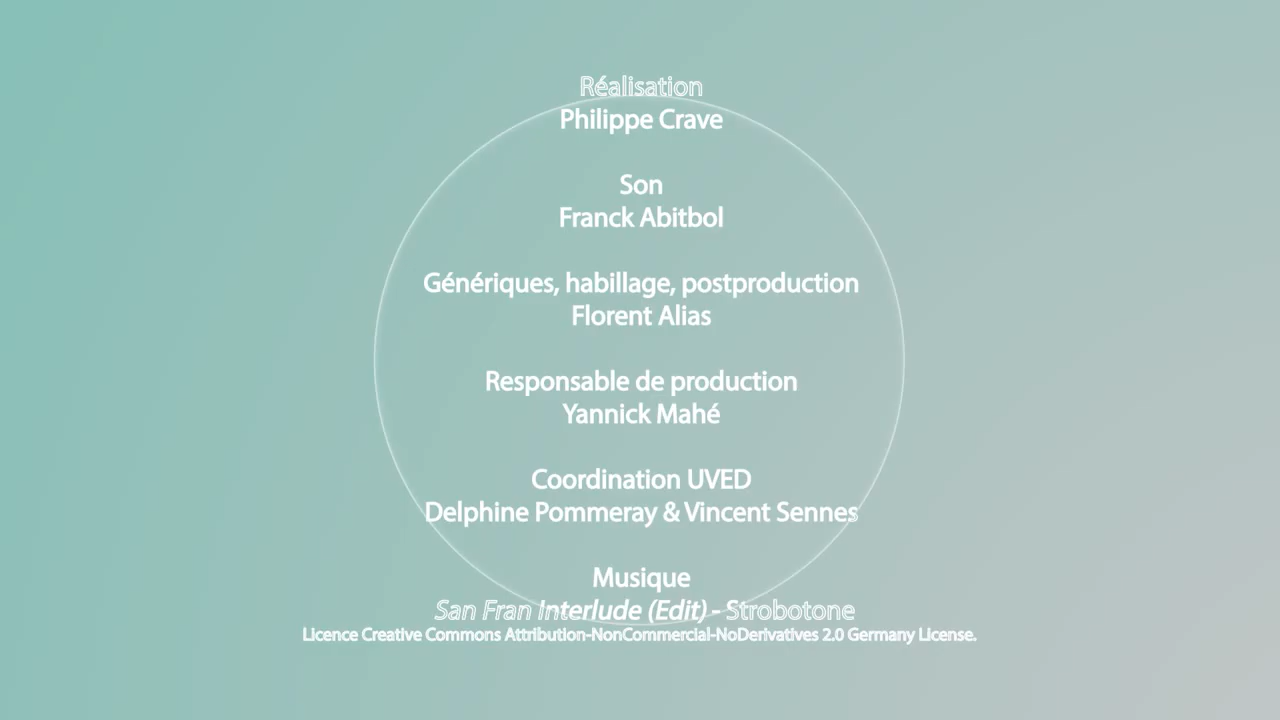 Réalisation
Philippe Crave
Son
Franck Abitbol
Génériques, habillage, postproduction
Florent Alias
Responsable de production
Yannick Mahé
Coordination UVED
Delphine Pommeray & Vincent Sennes
Musique
San Fran Interlude (Edit) - Strobotone
Licence Creative Commons Attribution-NonCommercial-NoDerivatives 2.0 Germany License.